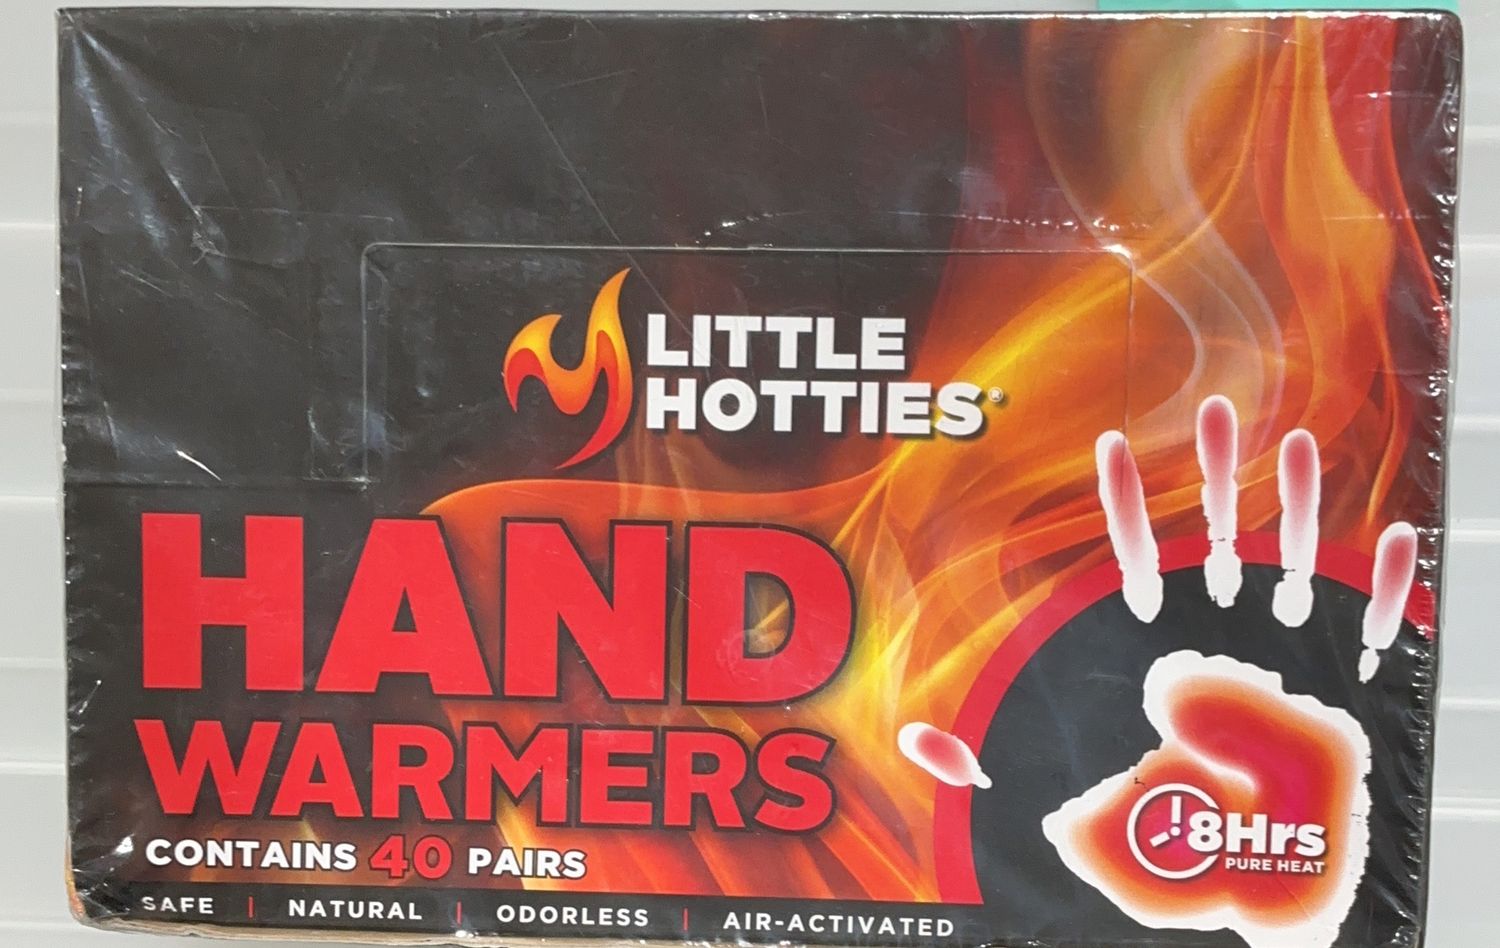 LITTLE
HOTTIES®
HAND
WARMERS
CONTAINS 40 PAIRS
SAFE | NATURAL | ODORLESS | AIR-ACTIVATED
8Hrs
PURE HEAT